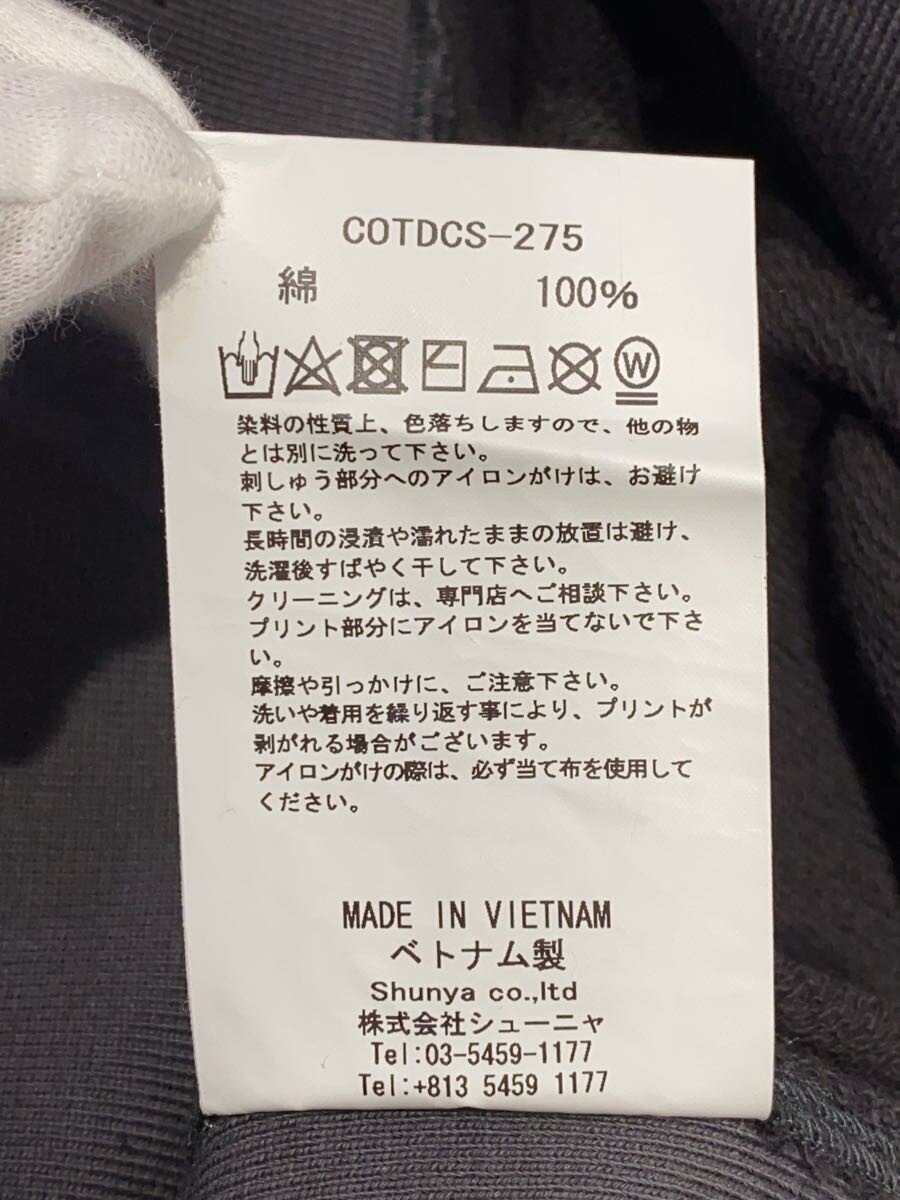 COTDCS-275
綿 100%
W
染料の性質上、色落ちしますので、他の物
とは別に洗って下さい。
刺しゅう部分へのアイロンがけは、お避け
下さい。
長時間の浸漬や濡れたままの放置は避け、
洗濯後すばやく干して下さい。
クリーニングは、専門店へご相談下さい。
プリント部分にアイロンを当てないで下さ
い。
摩擦や引っかけに、ご注意下さい。
洗いや着用を繰り返す事により、プリントが
剥がれる場合がございます。
アイロンがけの際は、必ず当て布を使用して
ください。
MADE IN VIETNAM
ベトナム製
Shunya co.,ltd
株式会社シューニャ
Tel:03-5459-1177
Tel:+813 5459 1177